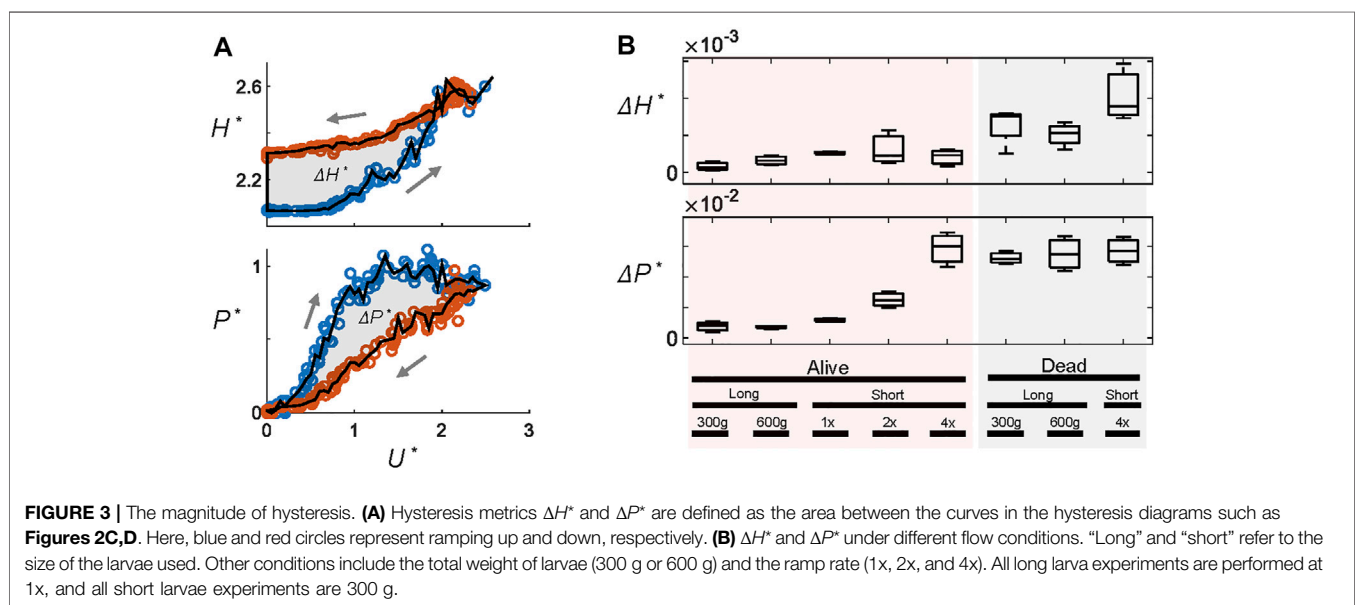 A
2.6
H*
2.2
ΔH*
0 1 2 3
1
P*
ΔP*
0
0 1 2 3
U*
B
×10⁻³
ΔH*
0
×10⁻²
ΔP*
0
Alive Dead
Long Short Long Short
300g 600g 1x 2x 4x 300g 600g 4x
FIGURE 3 | The magnitude of hysteresis. (A) Hysteresis metrics ΔH* and ΔP* are defined as the area between the curves in the hysteresis diagrams such as
Figures 2C,D. Here, blue and red circles represent ramping up and down, respectively. (B) ΔH* and ΔP* under different flow conditions. “Long” and “short” refer to the
size of the larvae used. Other conditions include the total weight of larvae (300 g or 600 g) and the ramp rate (1x, 2x, and 4x). All long larva experiments are performed at
1x, and all short larvae experiments are 300 g.